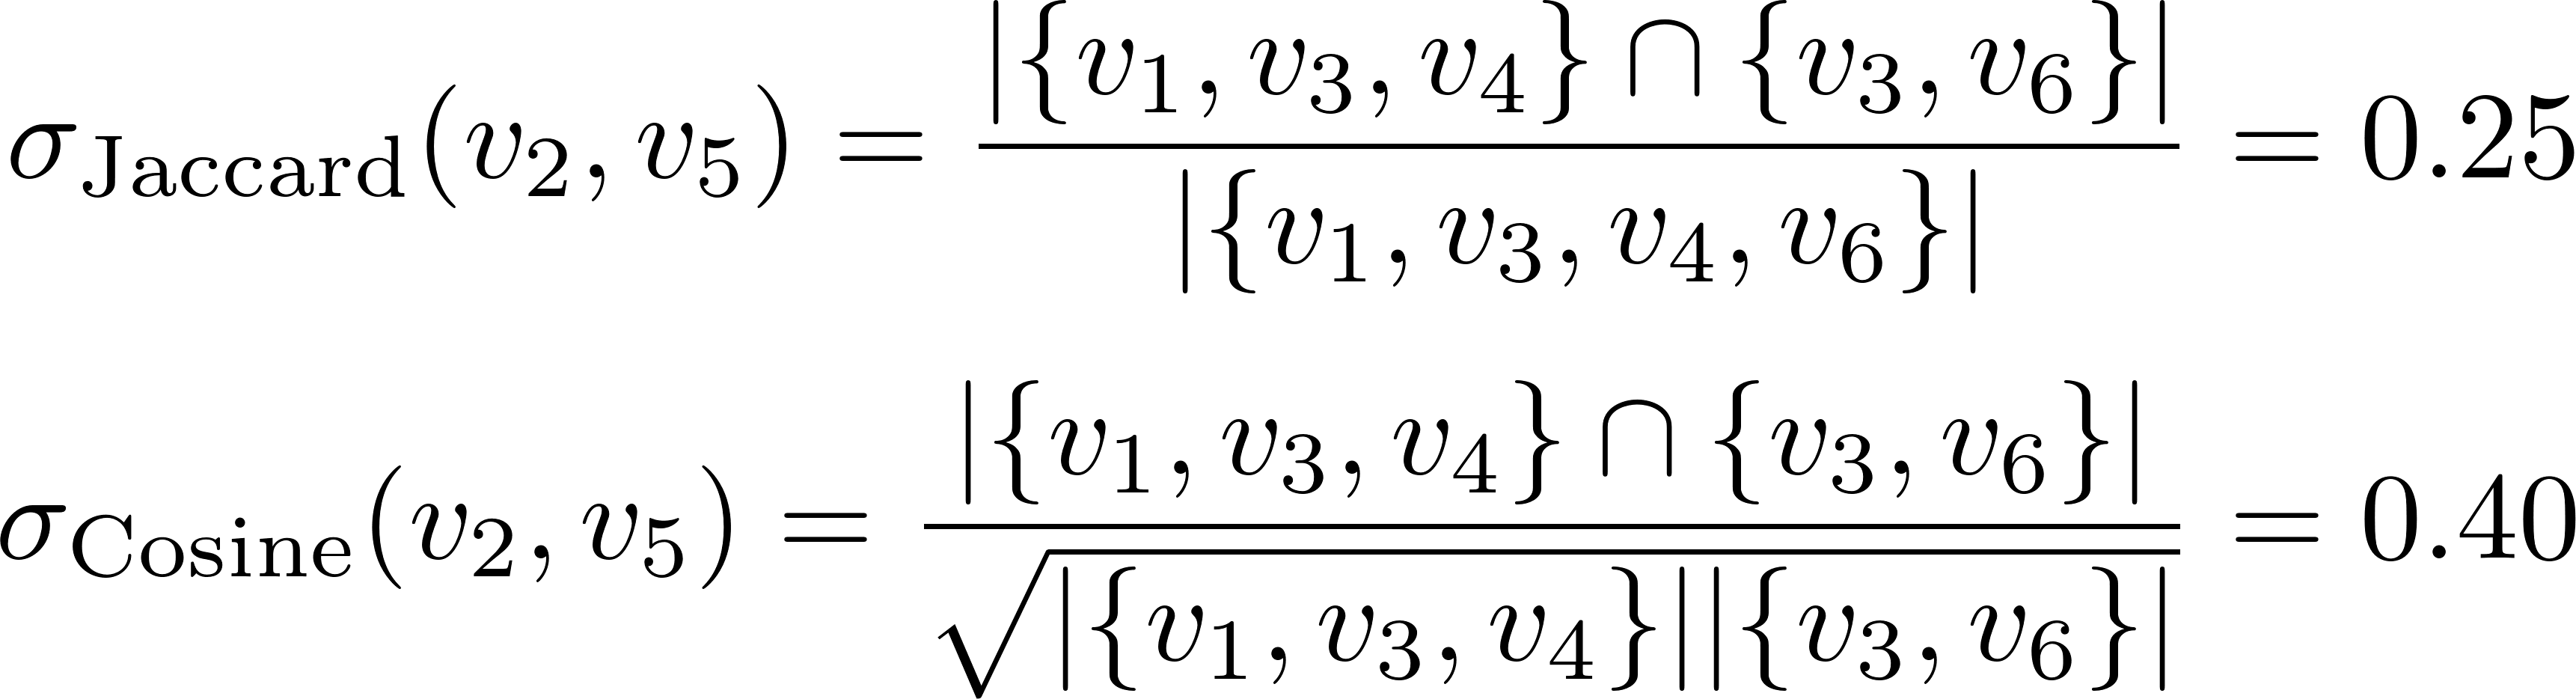 σ_Jaccard(v_2, v_5) = |{v_1, v_3, v_4} ∩ {v_3, v_6}| / |{v_1, v_3, v_4, v_6}| = 0.25
σ_Cosine(v_2, v_5) = |{v_1, v_3, v_4} ∩ {v_3, v_6}| / √(|{v_1, v_3, v_4}||{v_3, v_6}|) = 0.40